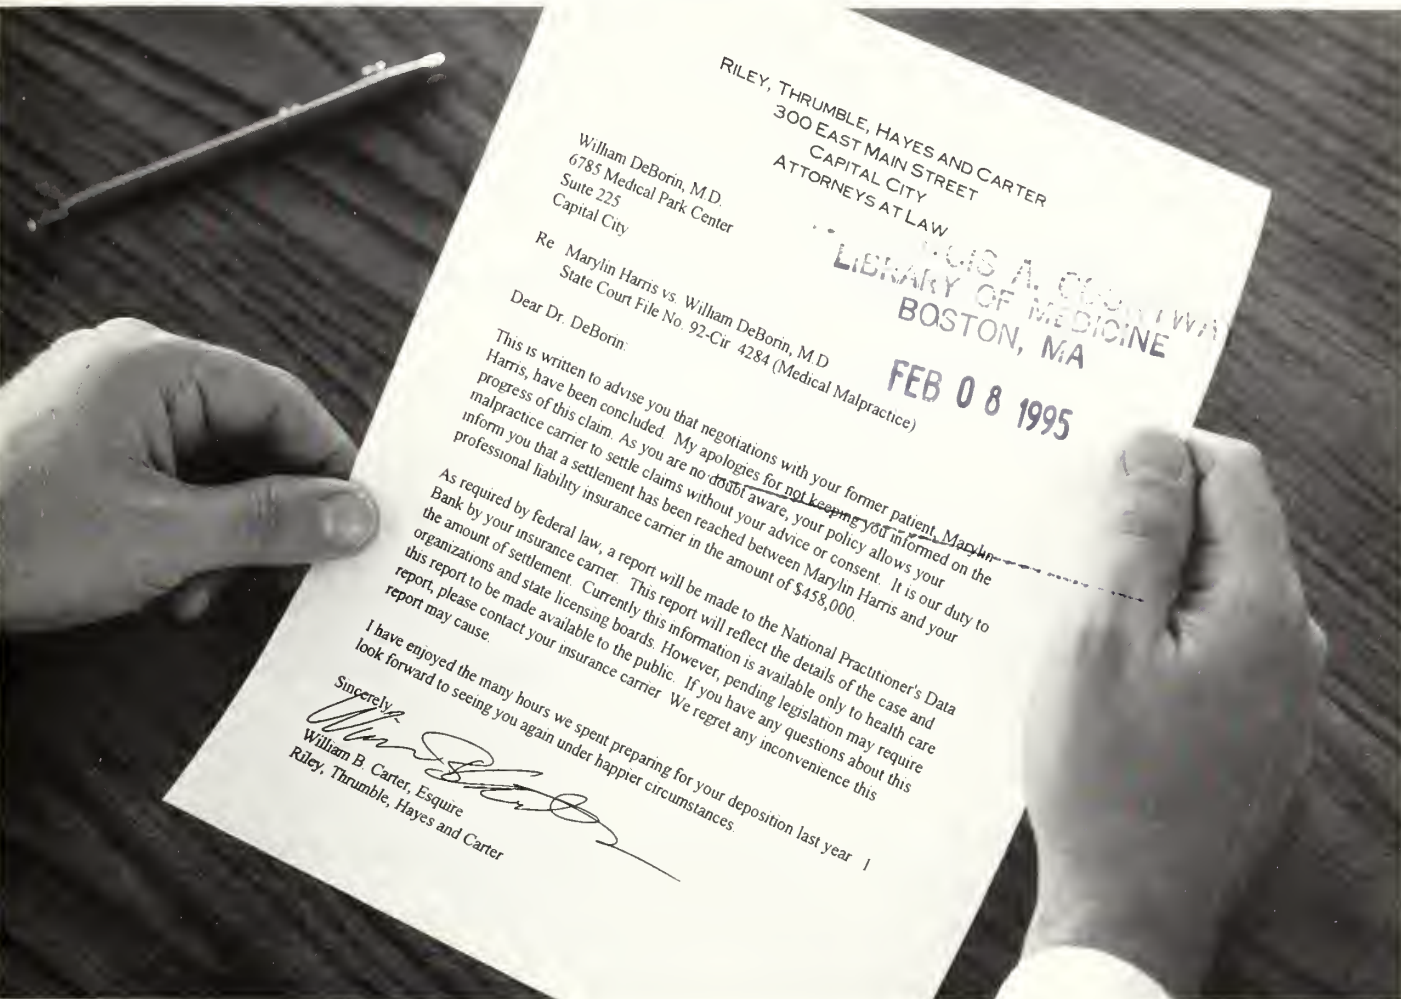 RILEY, THRUMBLE, HAYES AND CARTER
300 EAST MAIN STREET
CAPITAL CITY
ATTORNEYS AT LAW
William DeBorin, M.D.
6785 Medical Park Center
Suite 225
Capital City
A.
LIBRARY OF MEDICINE
BOSTON, MA
FEB 08 1995
Re Marylin Harris vs. William DeBorin, M.D
State Court File No. 92-Cir 4284 (Medical Malpractice)
Dear Dr. DeBorin:
This is written to advise you that negotiations with your former patient, Marylin
Harris, have been concluded. My apologies for not keeping you informed on the
progress of this claim. As you are no doubt aware, your policy allows your
malpractice carrier to settle claims without your advice or consent. It is our duty to
inform you that a settlement has been reached between Marylin Harris and your
professional liability insurance carrier in the amount of $458,000.
As required by federal law, a report will be made to the National Practitioner's Data
Bank by your insurance carrier. This report will reflect the details of the case and
the amount of settlement. Currently this information is available only to health care
organizations and state licensing boards. However, pending legislation may require
this report to be made available to the public. If you have any questions about this
report, please contact your insurance carrier. We regret any inconvenience this
report may cause.
I have enjoyed the many hours we spent preparing for your deposition last year I
look forward to seeing you again under happier circumstances.
Sincerely,
William B. Carter, Esquire
Riley, Thrumble, Hayes and Carter